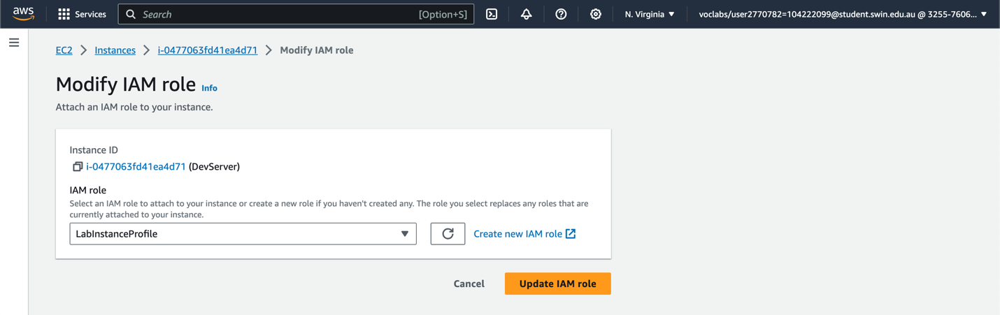 aws Services Search [Option+S] N. Virginia voclabs/user2770782=104222099@student.swin.edu.au @ 3255-7606...
EC2 Instances i-0477063fd41ea4d71 Modify IAM role
Modify IAM role Info
Attach an IAM role to your instance.
Instance ID
i-0477063fd41ea4d71 (DevServer)
IAM role
Select an IAM role to attach to your instance or create a new role if you haven't created any. The role you select replaces any roles that are
currently attached to your instance.
LabInstanceProfile Create new IAM role
Cancel Update IAM role